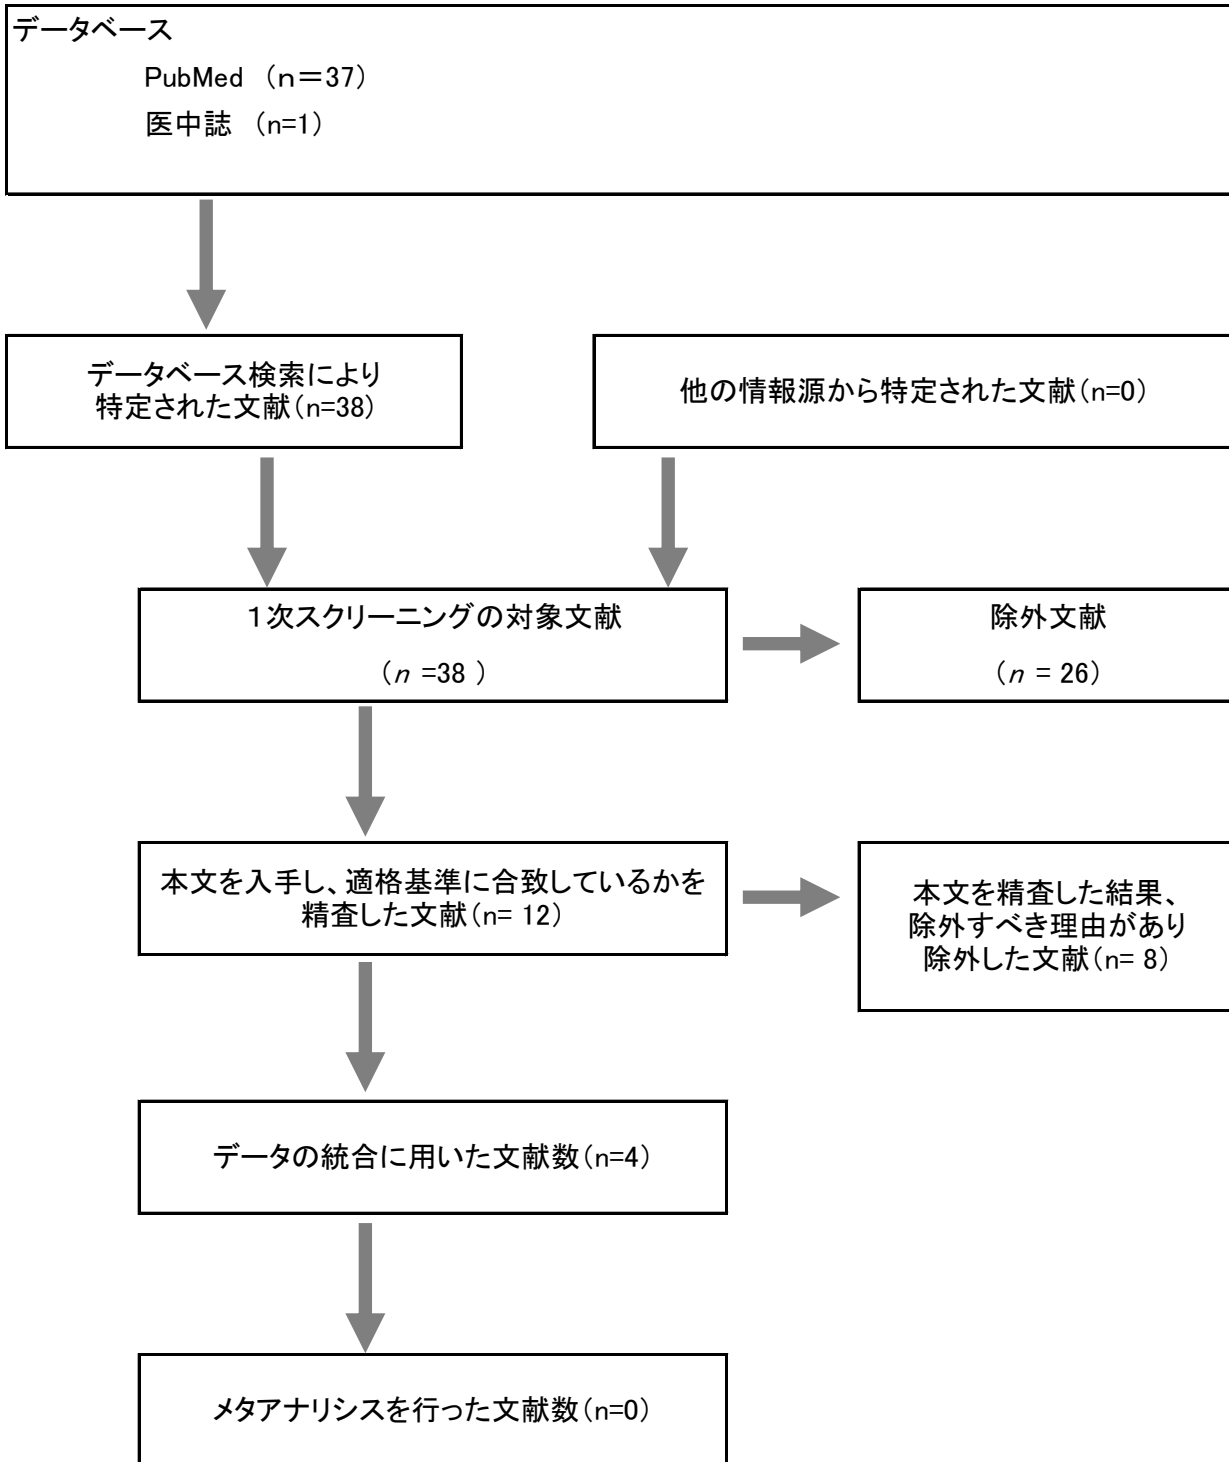 データベース
PubMed （ｎ＝37）
医中誌 （n=1）
データベース検索により
特定された文献（n=38）
他の情報源から特定された文献（n=0）
１次スクリーニングの対象文献
（n =38 ）
除外文献
（n = 26）
本文を入手し、適格基準に合致しているかを
精査した文献（n= 12）
本文を精査した結果、
除外すべき理由があり
除外した文献（n= 8）
データの統合に用いた文献数（n=4）
メタアナリシスを行った文献数（n=0）